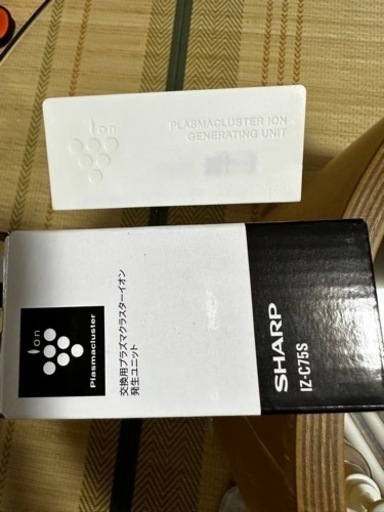 ion
PLASMACLUSTER ION
GENERATING UNIT
ion
Plasmacluster
交換用プラズマクラスターイオン
発生ユニット
SHARP
IZ-C75S